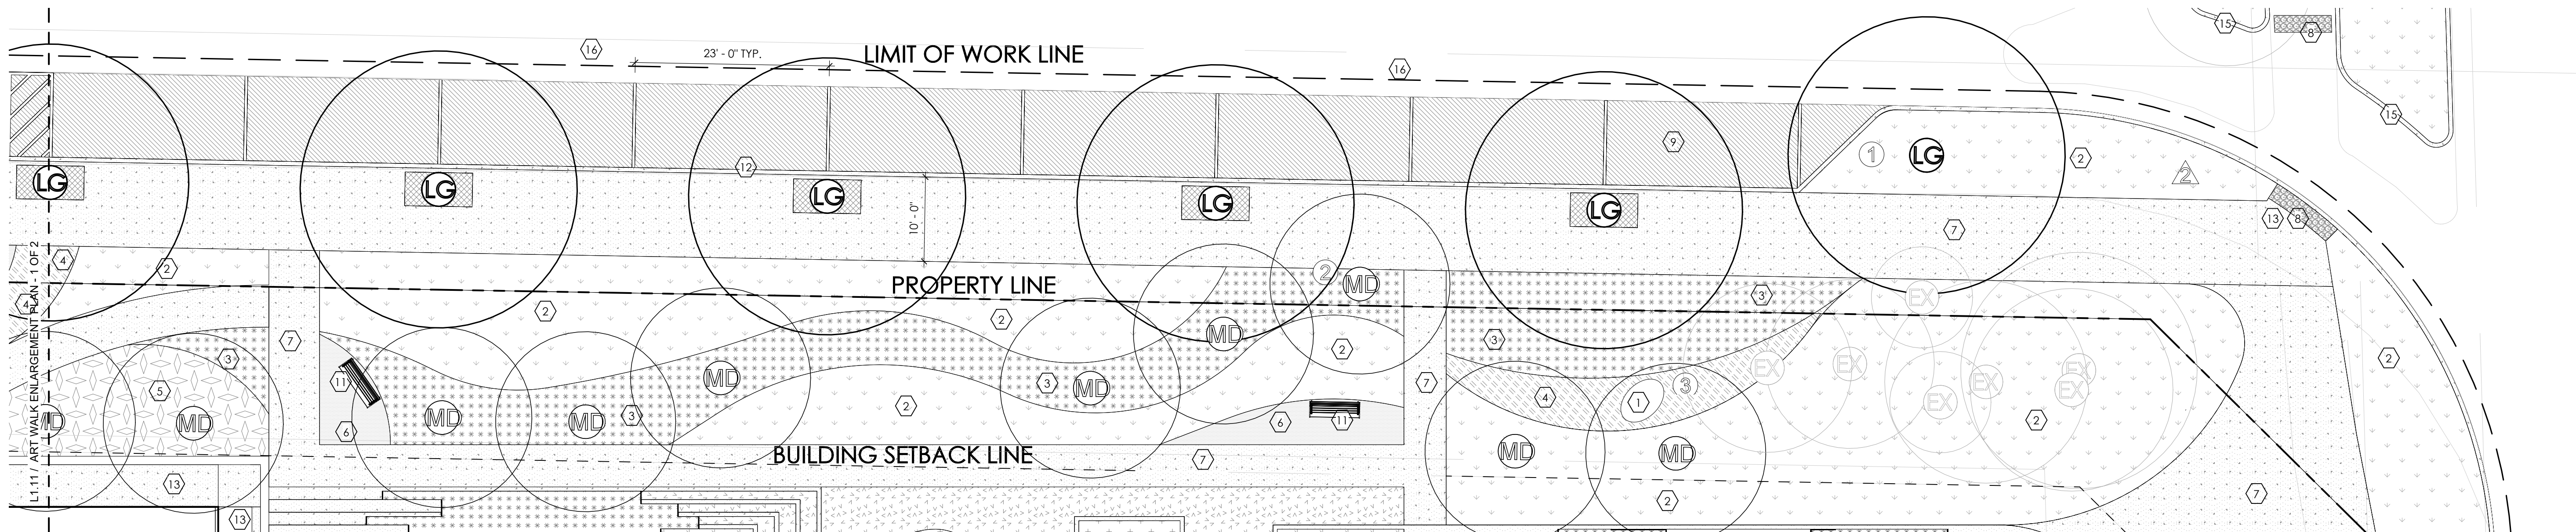 15
8
16
23' - 0" TYP.
LIMIT OF WORK LINE
16
15
12
9
1
LG
2
2
LG
LG
LG
LG
LG
10' - 0"
13
8
7
4
2
L1.11 / ART WALK ENLARGEMENT PLAN - 1 OF 2
4
PROPERTY LINE
2
MD
EX
3
2
2
7
3
MD
3
2
2
11
5
MD
3
MD
7
4
1
3
EX
EX
EX
EX
EX
EX
2
MD
MD
6
MD
MD
3
2
6
11
MD
MD
2
BUILDING SETBACK LINE
7
13
13
2
7